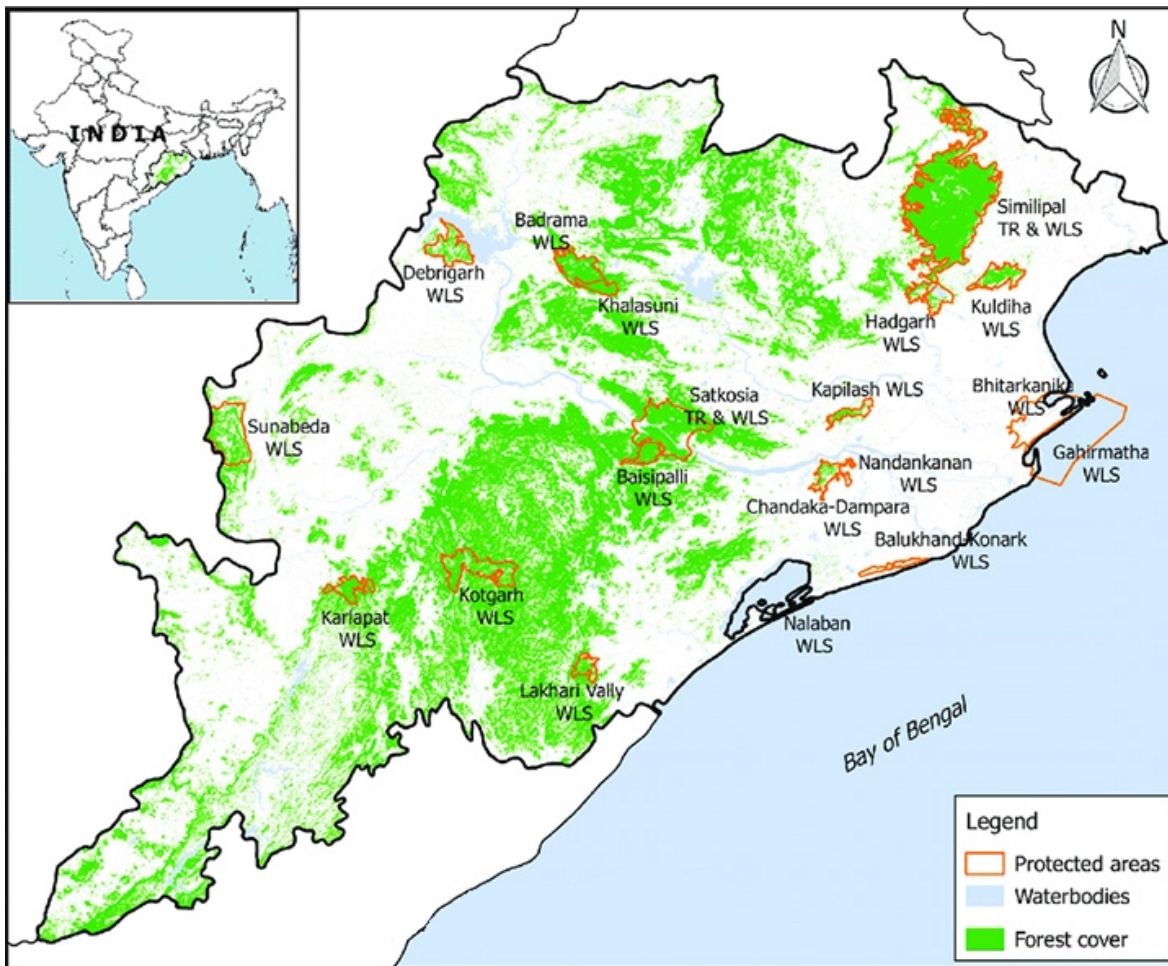 INDIA
N
Similipal
TR & WLS
Badrama
WLS
Debrigarh
WLS
Khalasuni
WLS
Hadgarh
WLS
Kuldiha
WLS
Kapilash WLS
Bhitarkanika
WLS
Satkosia
TR & WLS
Sunabeda
WLS
Gahirmatha
WLS
Baisipalli
WLS
Nandankanan
WLS
Chandaka-Dampara
WLS
Balukhand-Konark
WLS
Karlapat
WLS
Kotgarh
WLS
Nalaban
WLS
Lakhari Vally
WLS
Bay of Bengal
Legend
Protected areas
Waterbodies
Forest cover